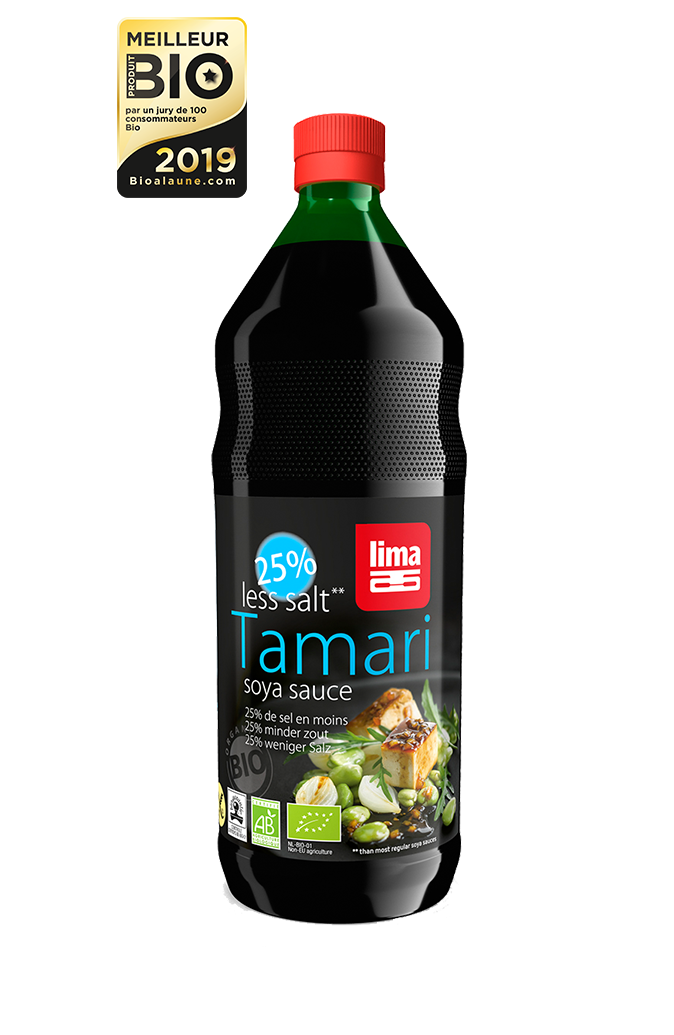 MEILLEUR
PRODUIT
BIO
par un jury de 100
consommateurs
Bio
2019
Bioalaune.com
lima
25%
less salt**
Tamari
soya sauce
25% de sel en moins
25% minder zout
25% weniger Salz
BIO
AB
NL-BIO-01
Non-EU agriculture
** than most regular soya sauces